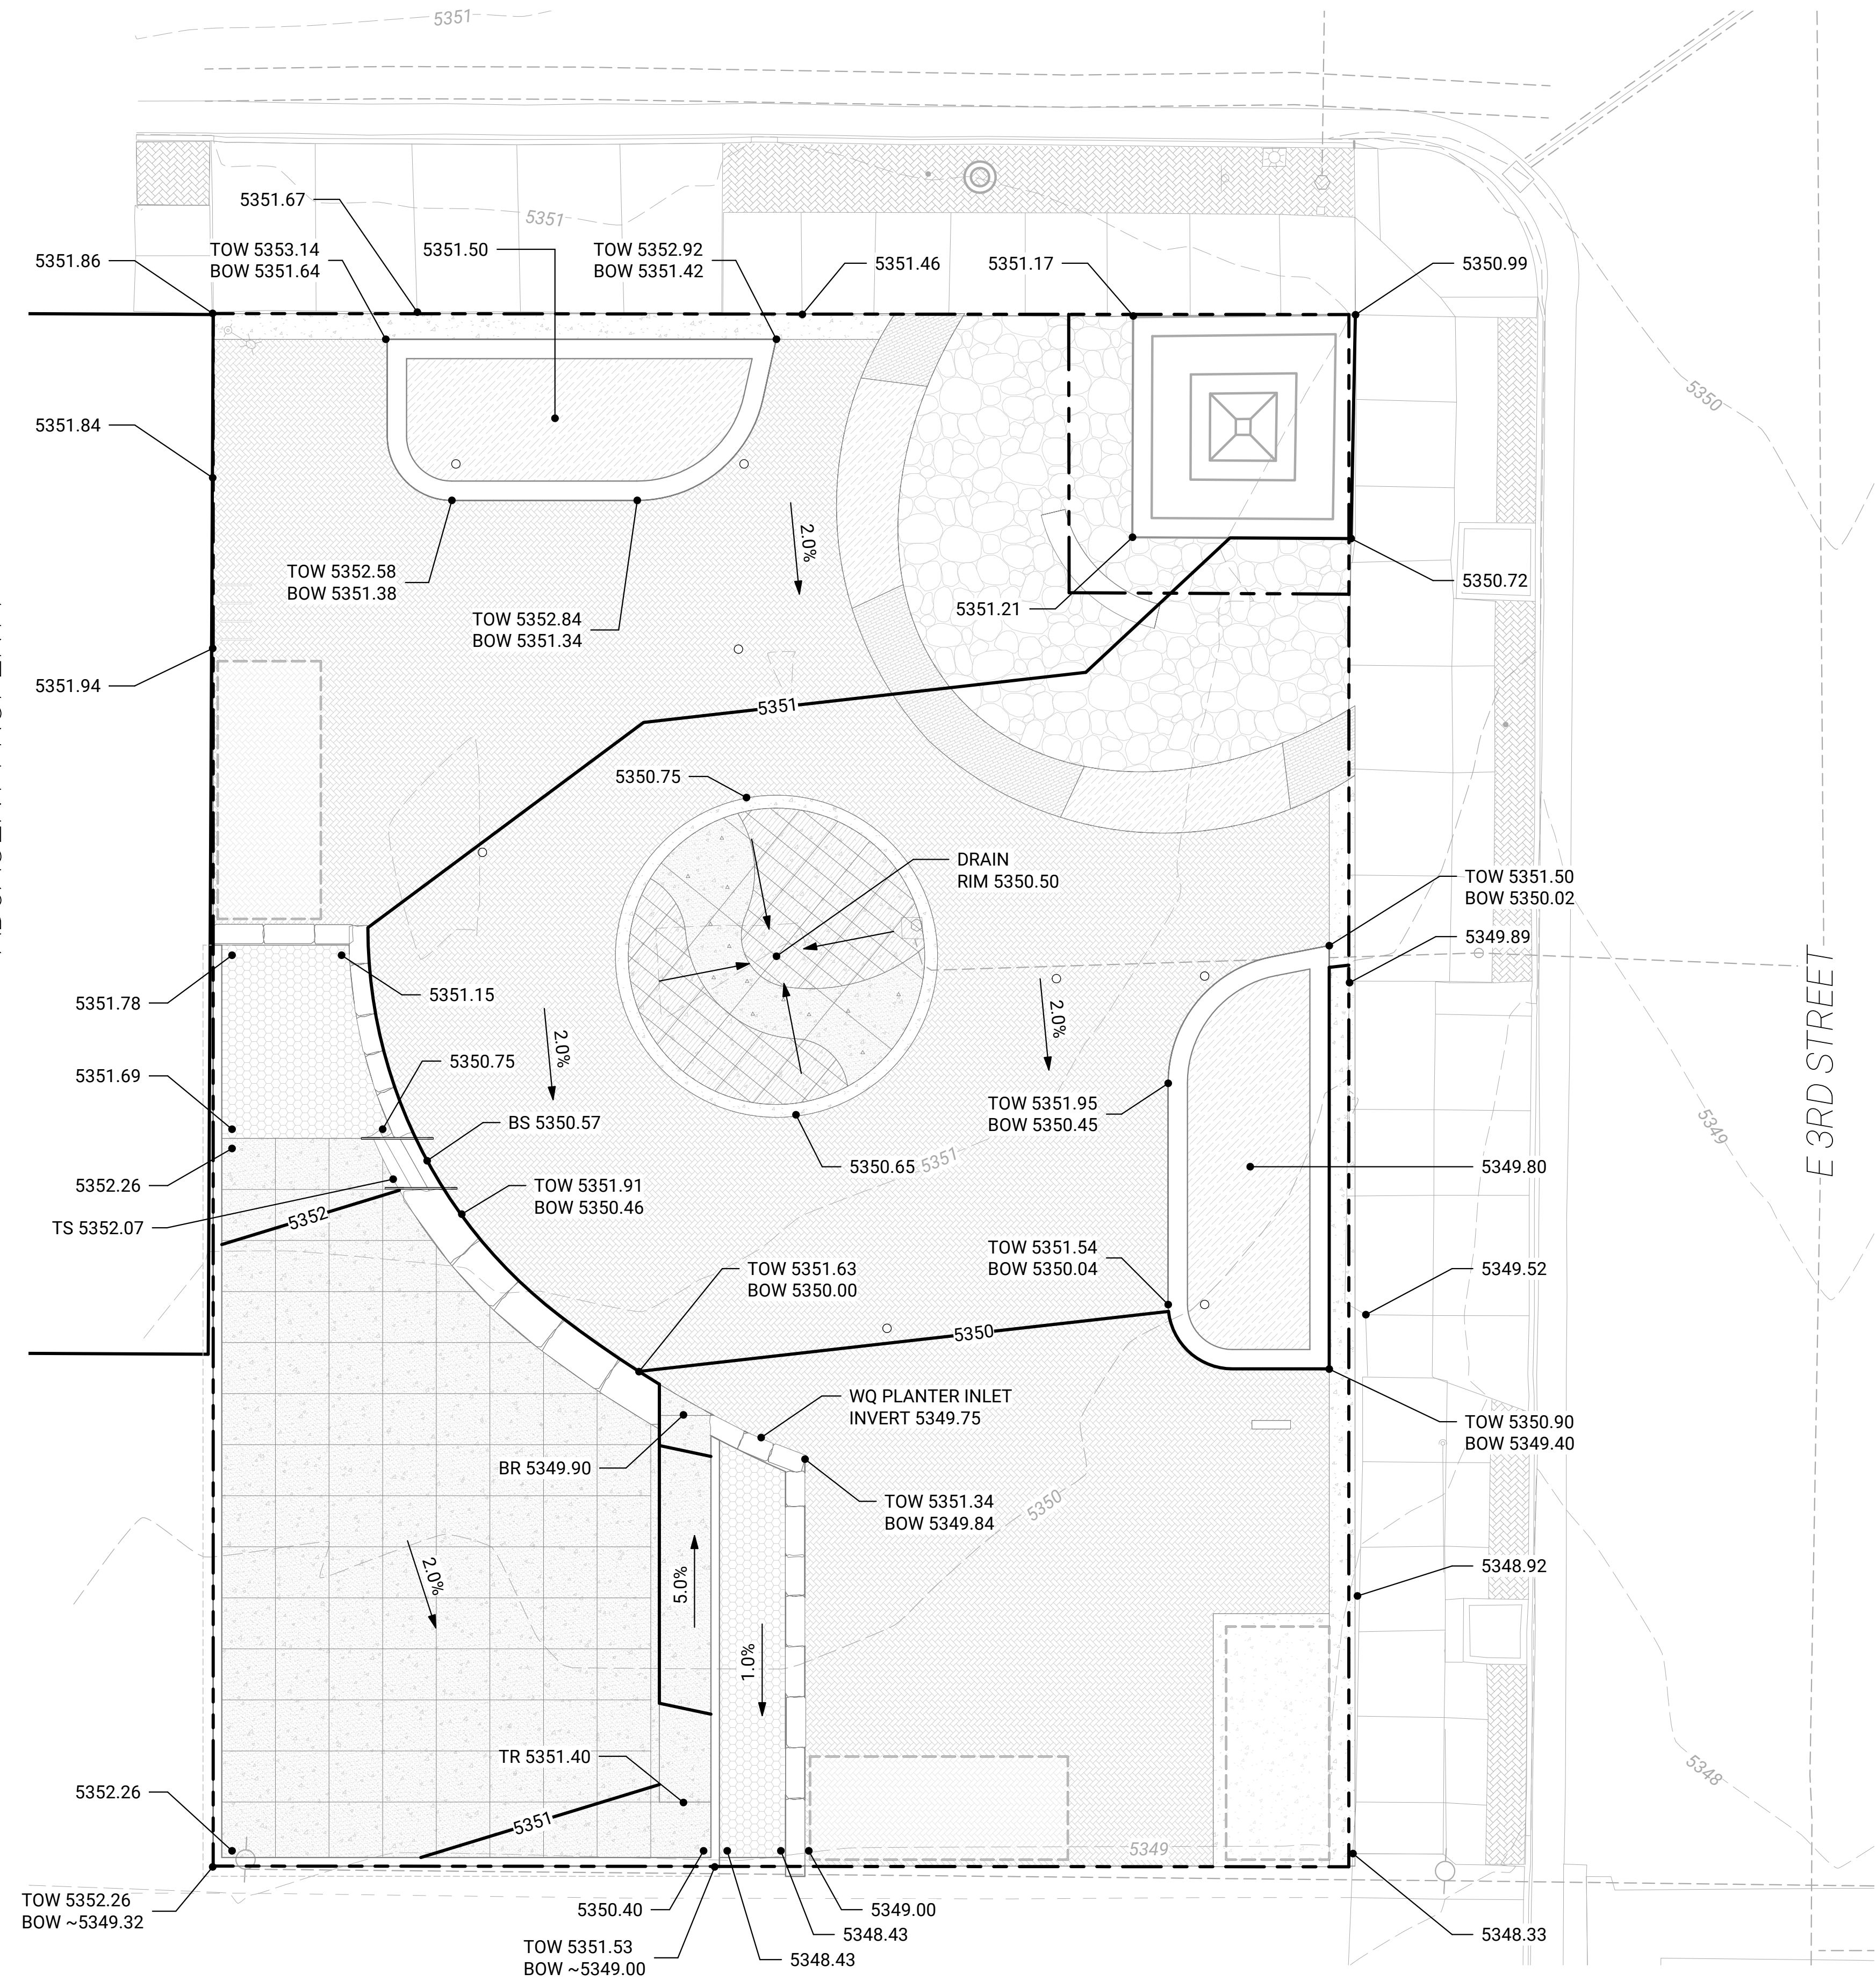 5351
5351.67
5351
5351.86
TOW 5353.14
BOW 5351.64
5351.50
TOW 5352.92
BOW 5351.42
5351.46
5351.17
5350.99
5350
5351.84
2.0%
TOW 5352.58
BOW 5351.38
5350.72
5351.21
TOW 5352.84
BOW 5351.34
5351.94
5351
5350.75
DRAIN
RIM 5350.50
TOW 5351.50
BOW 5350.02
5349.89
5351.78
5351.15
2.0%
2.0%
E 3RD STREET
5350.75
5351.69
BS 5350.57
TOW 5351.95
BOW 5350.45
5349
5350.65
5351
5349.80
5352.26
TOW 5351.91
BOW 5350.46
5352
TS 5352.07
TOW 5351.54
BOW 5350.04
TOW 5351.63
BOW 5350.00
5349.52
5350
WQ PLANTER INLET
INVERT 5349.75
TOW 5350.90
BOW 5349.40
BR 5349.90
TOW 5351.34
BOW 5349.84
5350
2.0%
5.0%
5348.92
1.0%
TR 5351.40
5348
5352.26
5351
5349
TOW 5352.26
BOW ~5349.32
5350.40
5349.00
5348.43
5348.33
TOW 5351.53
BOW ~5349.00
5348.43